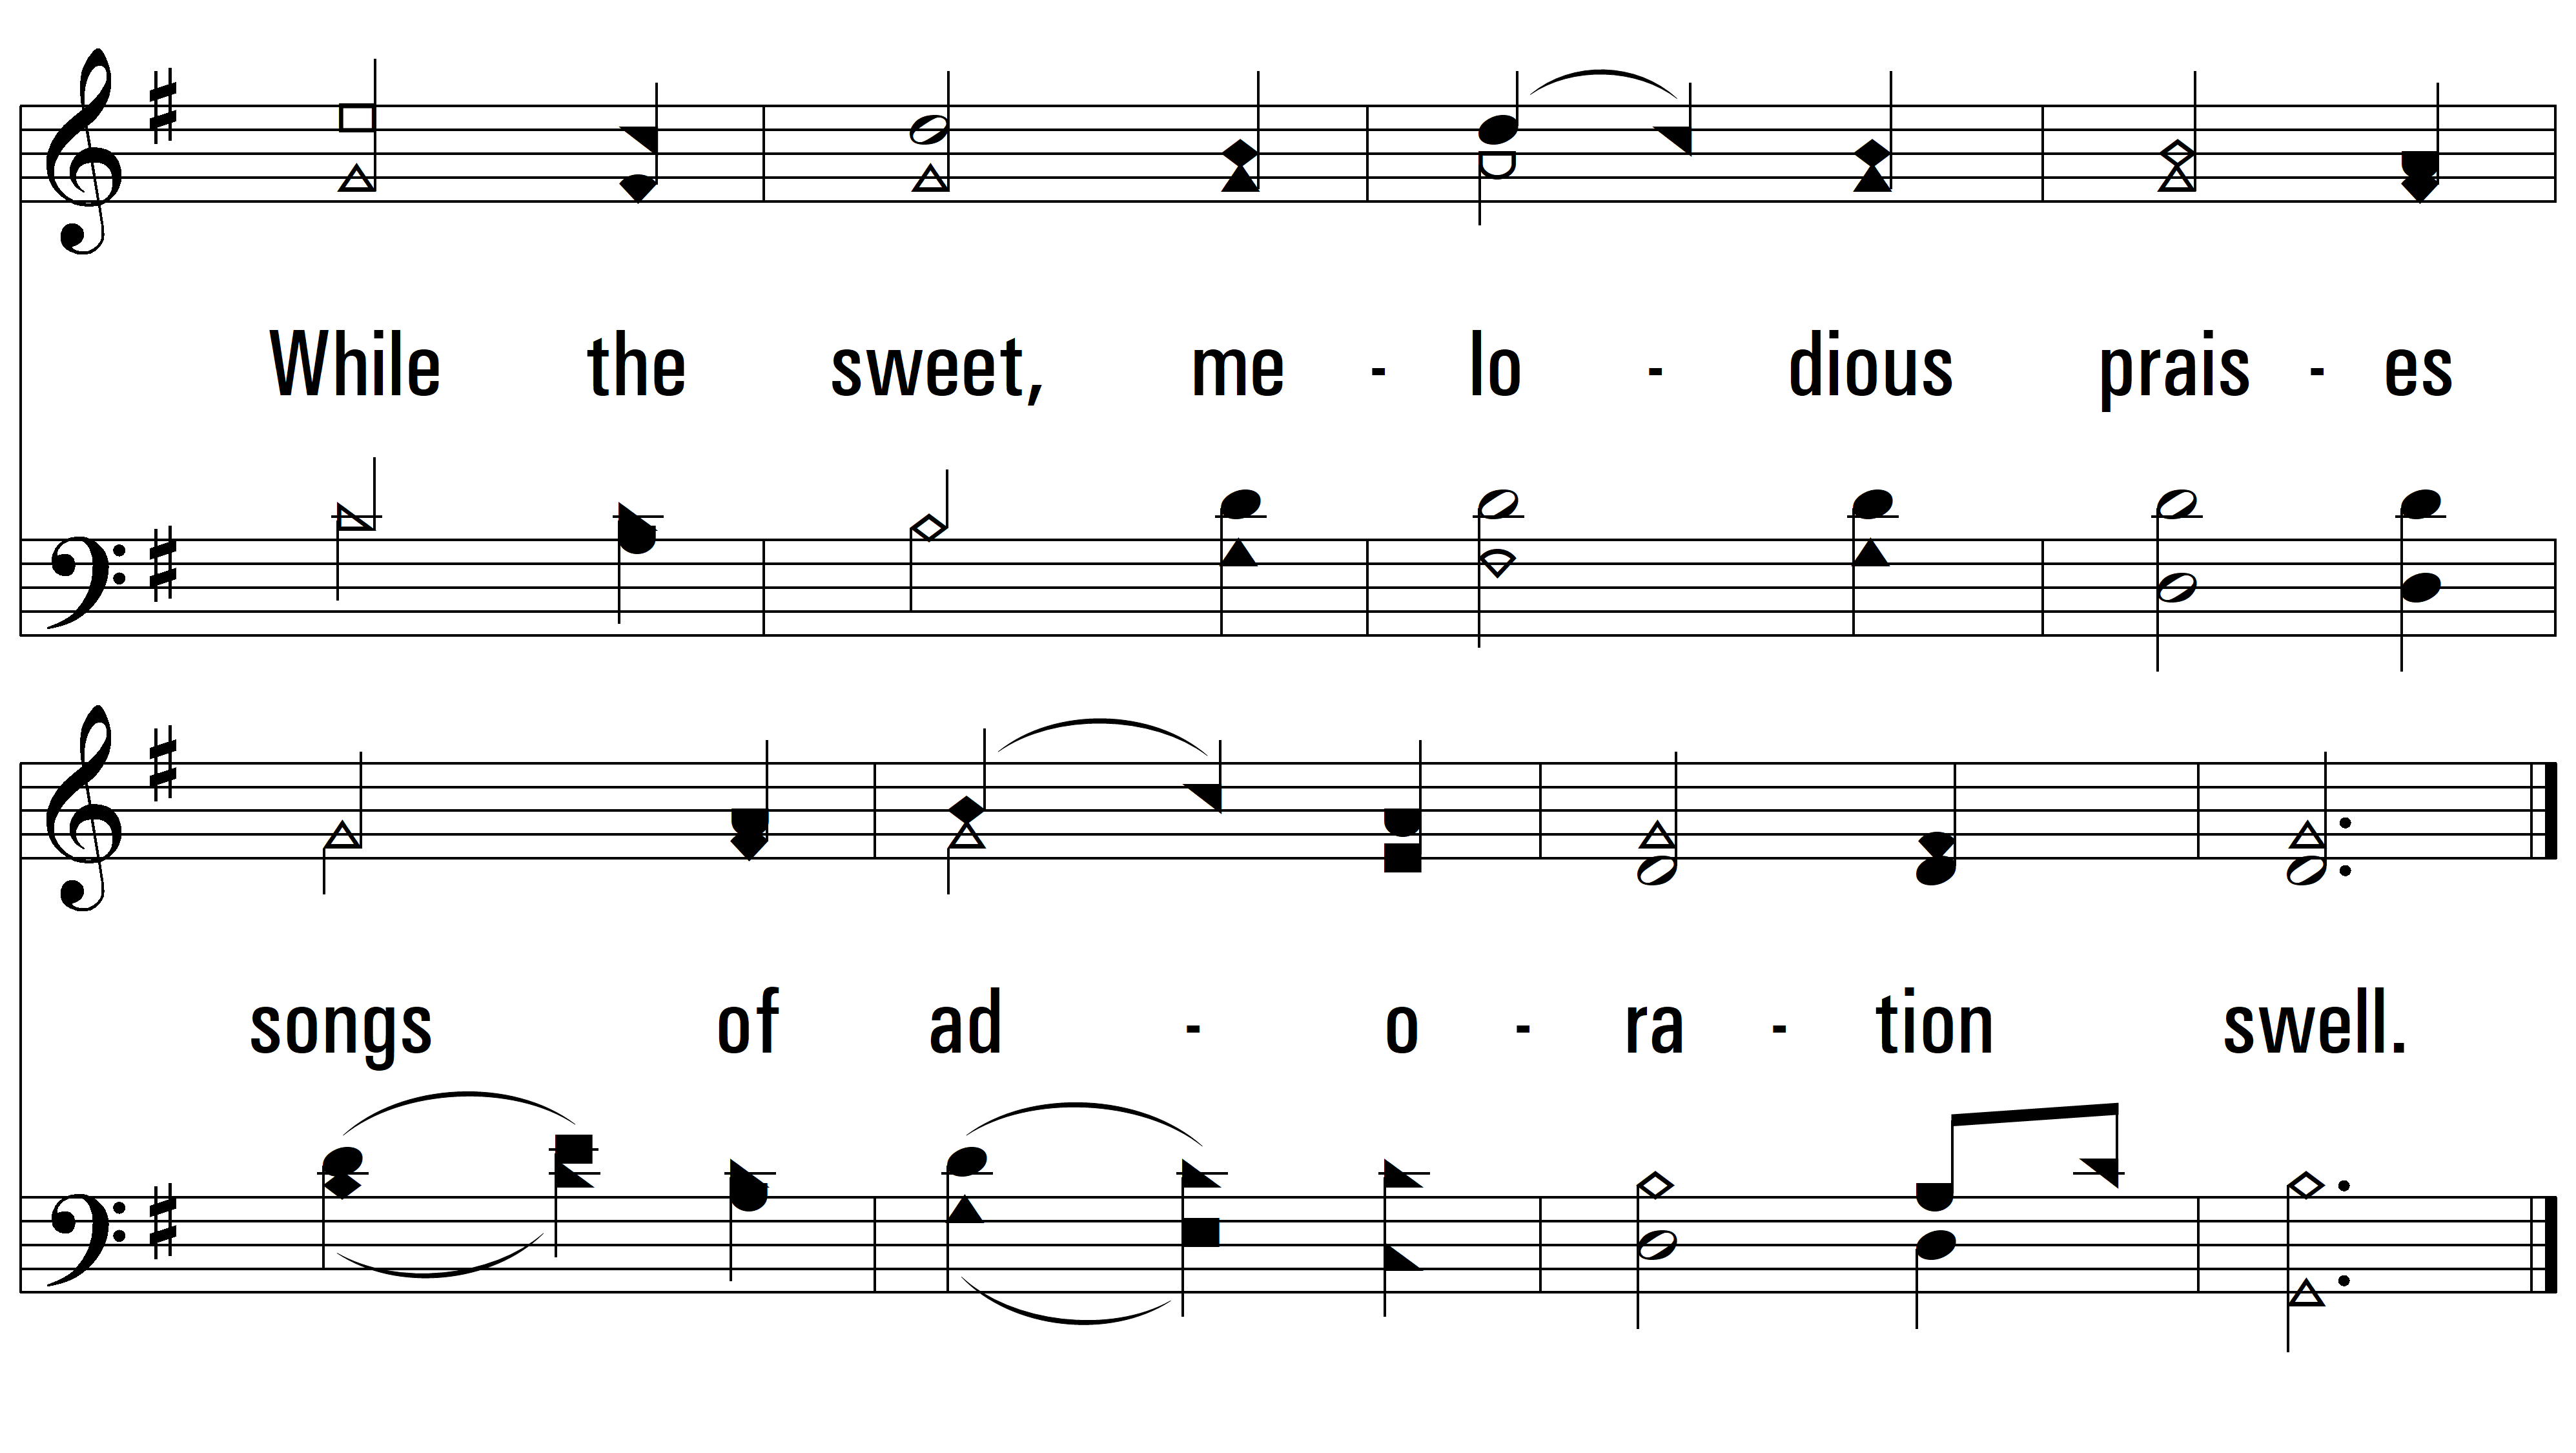 While the sweet, me - lo - dious prais - es
songs of ad - o - ra - tion swell.